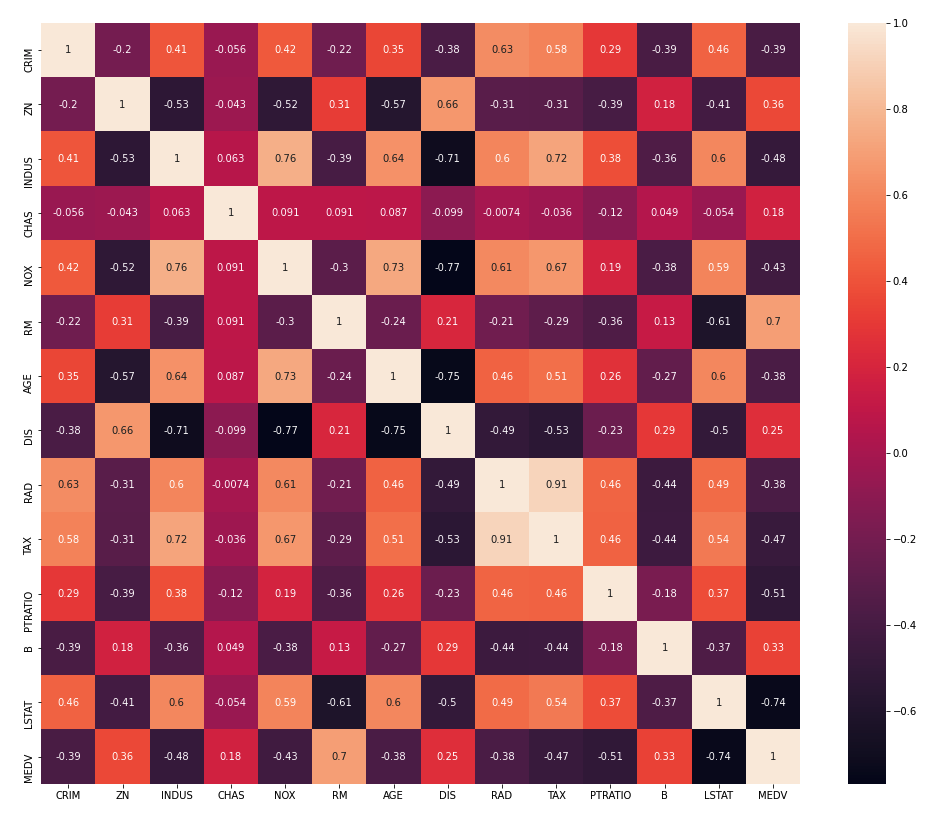 CRIM 1 -0.2 0.41 -0.056 0.42 -0.22 0.35 -0.38 0.63 0.58 0.29 -0.39 0.46 -0.39
ZN -0.2 1 -0.53 -0.043 -0.52 0.31 -0.57 0.66 -0.31 -0.31 -0.39 0.18 -0.41 0.36
INDUS 0.41 -0.53 1 0.063 0.76 -0.39 0.64 -0.71 0.6 0.72 0.38 -0.36 0.6 -0.48
CHAS -0.056 -0.043 0.063 1 0.091 0.091 0.087 -0.099 -0.0074 -0.036 -0.12 0.049 -0.054 0.18
NOX 0.42 -0.52 0.76 0.091 1 -0.3 0.73 -0.77 0.61 0.67 0.19 -0.38 0.59 -0.43
RM -0.22 0.31 -0.39 0.091 -0.3 1 -0.24 0.21 -0.21 -0.29 -0.36 0.13 -0.61 0.7
AGE 0.35 -0.57 0.64 0.087 0.73 -0.24 1 -0.75 0.46 0.51 0.26 -0.27 0.6 -0.38
DIS -0.38 0.66 -0.71 -0.099 -0.77 0.21 -0.75 1 -0.49 -0.53 -0.23 0.29 -0.5 0.25
RAD 0.63 -0.31 0.6 -0.0074 0.61 -0.21 0.46 -0.49 1 0.91 0.46 -0.44 0.49 -0.38
TAX 0.58 -0.31 0.72 -0.036 0.67 -0.29 0.51 -0.53 0.91 1 0.46 -0.44 0.54 -0.47
PTRATIO 0.29 -0.39 0.38 -0.12 0.19 -0.36 0.26 -0.23 0.46 0.46 1 -0.18 0.37 -0.51
B -0.39 0.18 -0.36 0.049 -0.38 0.13 -0.27 0.29 -0.44 -0.44 -0.18 1 -0.37 0.33
LSTAT 0.46 -0.41 0.6 -0.054 0.59 -0.61 0.6 -0.5 0.49 0.54 0.37 -0.37 1 -0.74
MEDV -0.39 0.36 -0.48 0.18 -0.43 0.7 -0.38 0.25 -0.38 -0.47 -0.51 0.33 -0.74 1
CRIM ZN INDUS CHAS NOX RM AGE DIS RAD TAX PTRATIO B LSTAT MEDV
1.0
0.8
0.6
0.4
0.2
0.0
−0.2
−0.4
−0.6